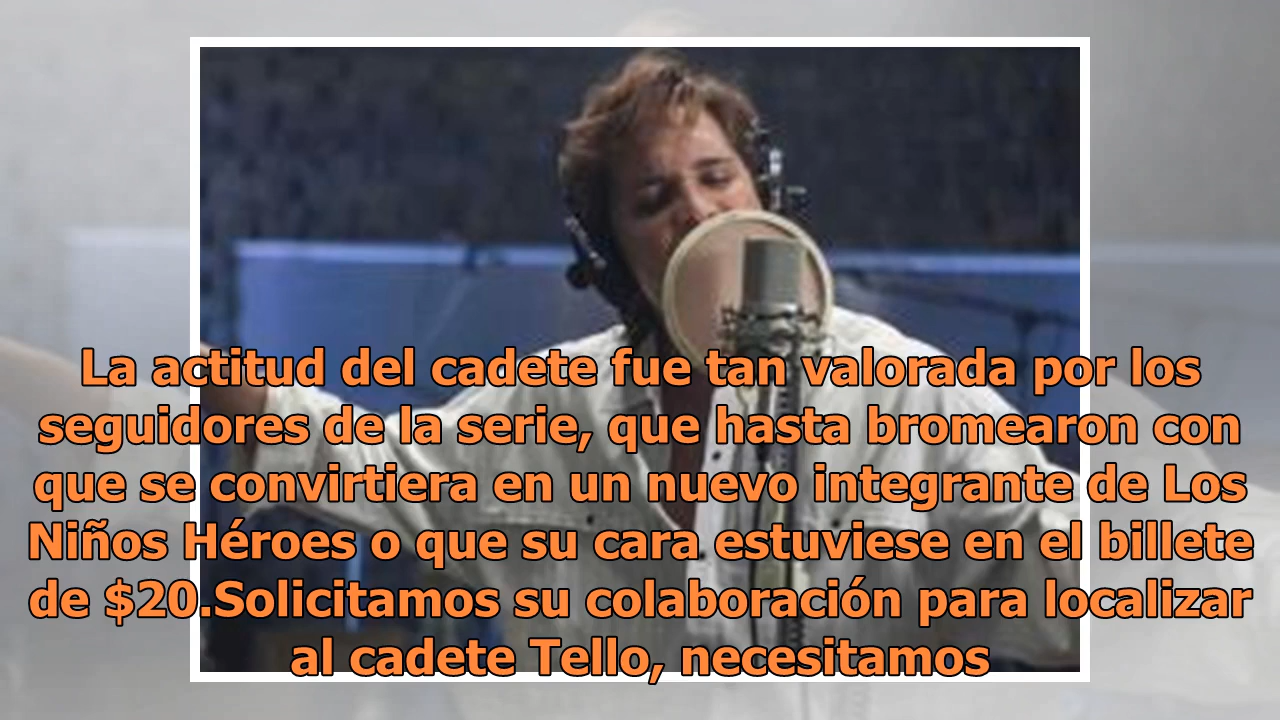 La actitud del cadete fue tan valorada por los
seguidores de la serie, que hasta bromearon con
que se convirtiera en un nuevo integrante de Los
Niños Héroes o que su cara estuviese en el billete
de $20.Solicitamos su colaboración para localizar
al cadete Tello, necesitamos